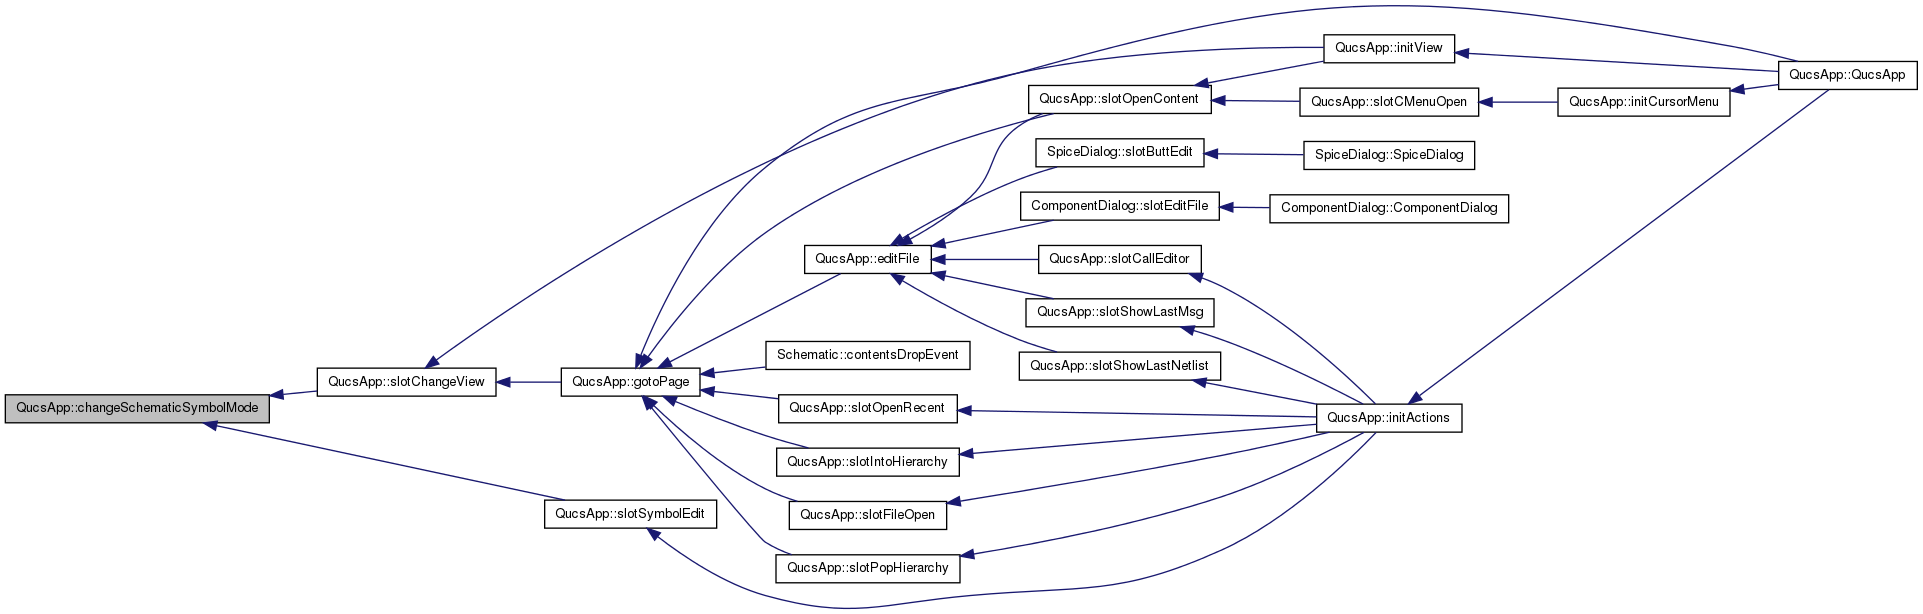 QucsApp::initView
QucsApp::QucsApp
QucsApp::slotOpenContent
QucsApp::slotCMenuOpen
QucsApp::initCursorMenu
SpiceDialog::slotButtEdit
SpiceDialog::SpiceDialog
ComponentDialog::slotEditFile
ComponentDialog::ComponentDialog
QucsApp::editFile
QucsApp::slotCallEditor
QucsApp::slotShowLastMsg
Schematic::contentsDropEvent
QucsApp::slotShowLastNetlist
QucsApp::slotChangeView
QucsApp::gotoPage
QucsApp::changeSchematicSymbolMode
QucsApp::slotOpenRecent
QucsApp::initActions
QucsApp::slotIntoHierarchy
QucsApp::slotSymbolEdit
QucsApp::slotFileOpen
QucsApp::slotPopHierarchy